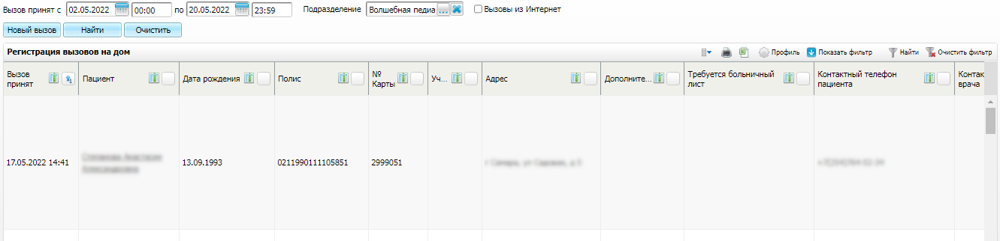 Вызов принят с 02.05.2022 00:00 по 20.05.2022 23:59 Подразделение Волшебная педиа ... Вызовы из Интернет
Новый вызов Найти Очистить
Регистрация вызовов на дом Профиль Показать фильтр Найти Очистить фильтр
Вызов принят Пациент Дата рождения Полис № Карты Уч... Адрес Дополните... Требуется больничный лист Контактный телефон пациента Контак врача
17.05.2022 14:41 13.09.1993 0211990111105851 2999051